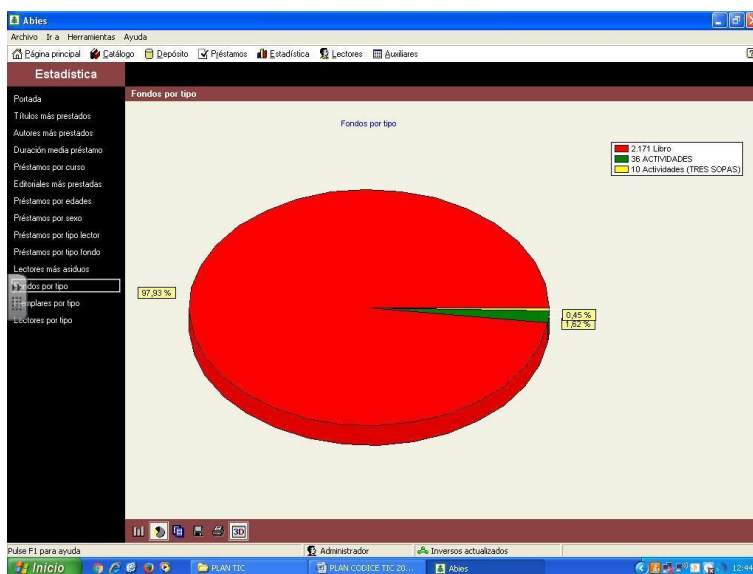 Abies
Archivo Ir a Herramientas Ayuda
Página principal Catálogo Depósito Préstamos Estadística Lectores Auxiliares
Estadística
Portada
Títulos más prestados
Autores más prestados
Duración media préstamo
Préstamos por curso
Editoriales más prestadas
Préstamos por edades
Préstamos por sexo
Préstamos por tipo lector
Préstamos por tipo fondo
Lectores más asiduos
Fondos por tipo
Ejemplares por tipo
Lectores por tipo
Fondos por tipo
Fondos por tipo
2.171 Libro
36 ACTIVIDADES
10 Actividades (TRES SOPAS)
97,93 %
0,45 %
1,62 %
3D
Pulse F1 para ayuda Administrador Inversos actualizados
Inicio PLAN TIC PLAN CODICE TIC 20... Abies 12:44